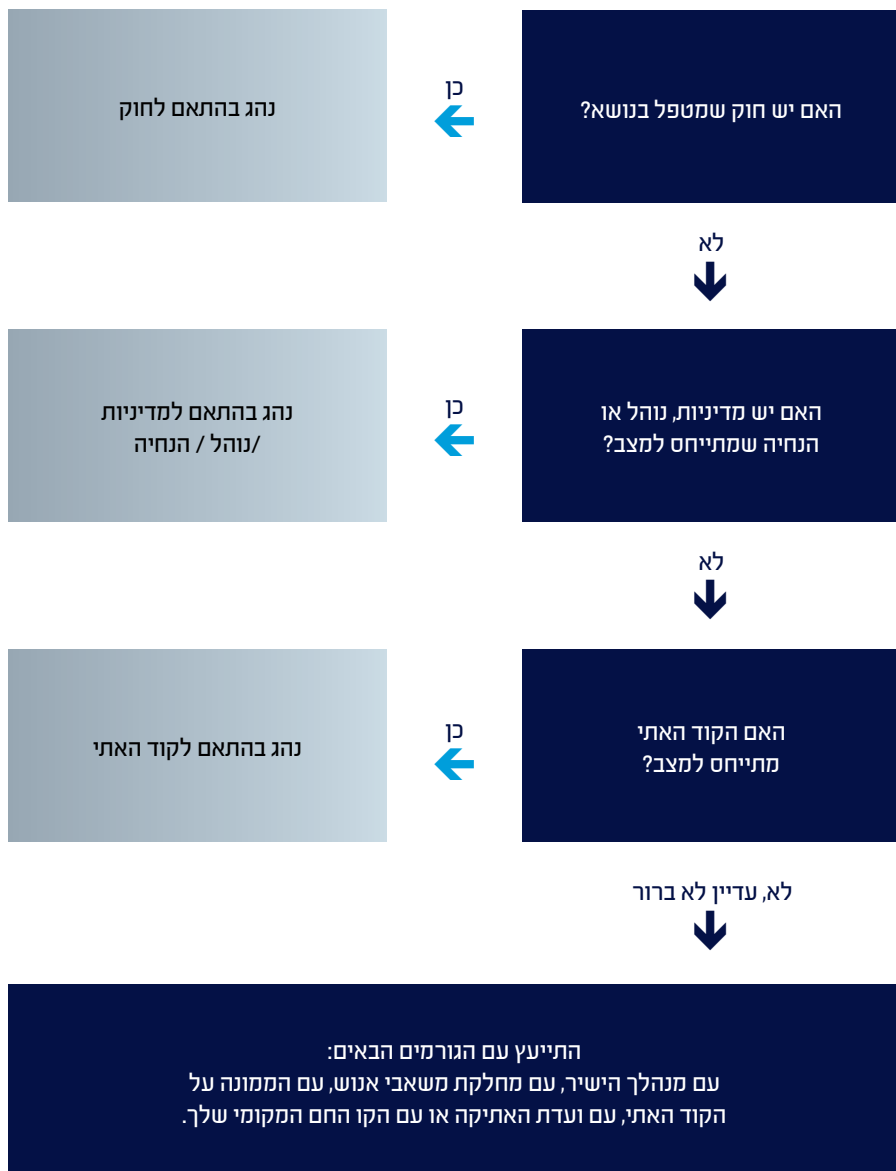 האם יש חוק שמטפל בנושא?
כן
נהג בהתאם לחוק
לא
האם יש מדיניות, נוהל או
הנחיה שמתייחס למצב?
כן
נהג בהתאם למדיניות
/נוהל / הנחיה
לא
האם הקוד האתי
מתייחס למצב?
כן
נהג בהתאם לקוד האתי
לא, עדיין לא ברור
התייעץ עם הגורמים הבאים:
עם מנהלך הישיר, עם מחלקת משאבי אנוש, עם הממונה על
הקוד האתי, עם ועדת האתיקה או עם הקו החם המקומי שלך.